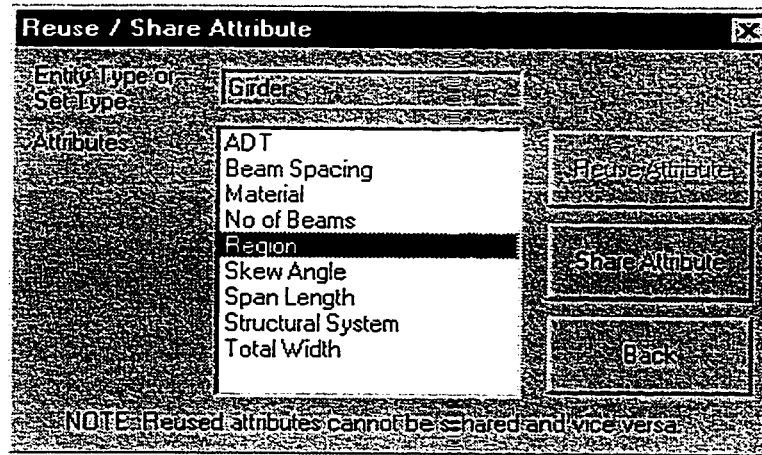 Reuse / Share Attribute
Entity Type or
Set Type
Girder
Attributes
ADT
Beam Spacing
Material
No of Beams
Region
Skew Angle
Span Length
Structural System
Total Width
Reuse Attribute
Share Attribute
Back
NOTE: Reused attributes cannot be shared and vice versa.